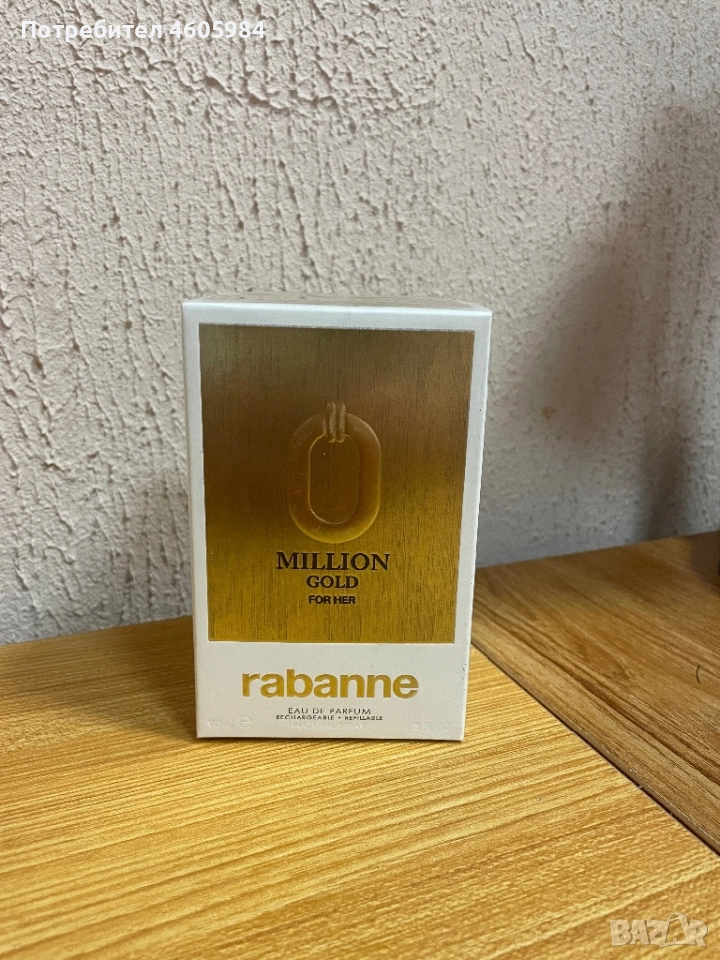 Потребител 4605984
MILLION
GOLD
FOR HER
rabanne
EAU DE PARFUM
RECHARGEABLE • REFILLABLE
BAZAR